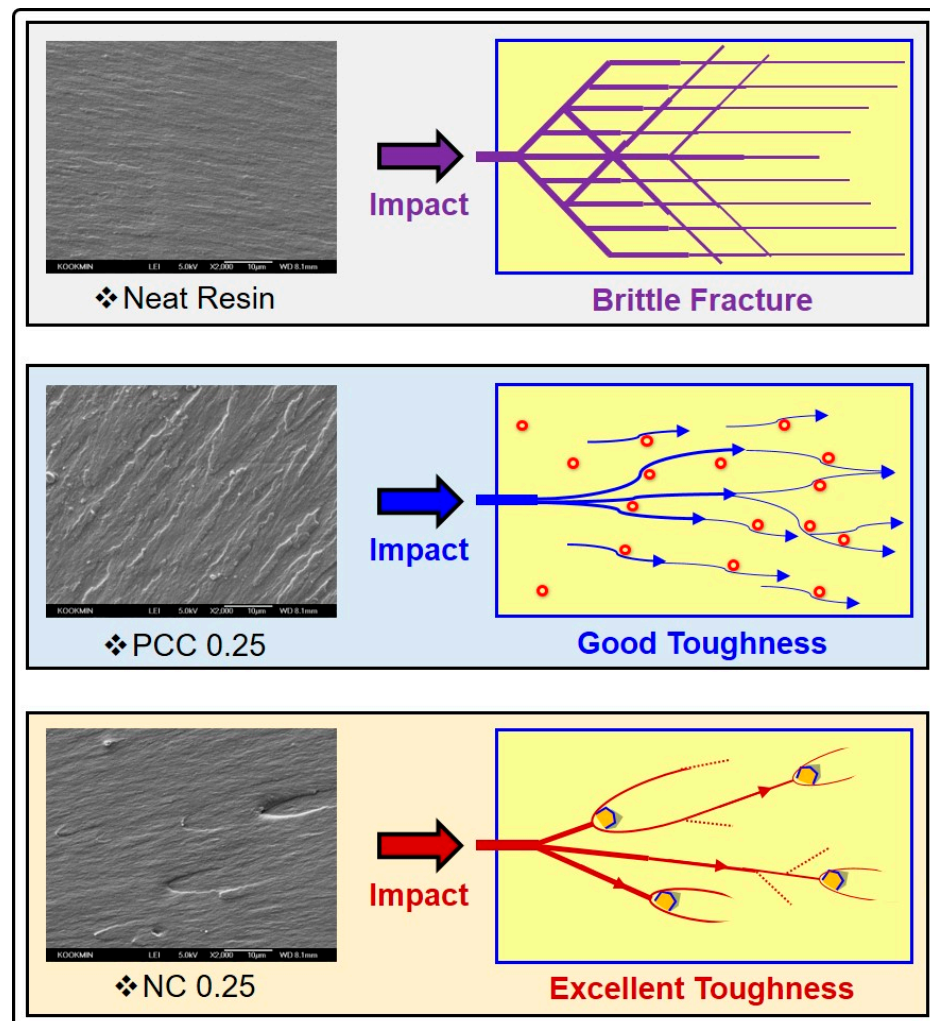 Impact
KOOKMIN LEI 5.0kV X2,000 10μm WD 8.1mm
❖Neat Resin
Brittle Fracture
Impact
KOOKMIN LEI 5.0kV X2,000 10μm WD 8.1mm
❖PCC 0.25
Good Toughness
Impact
KOOKMIN LEI 5.0kV X2,000 10μm WD 9.1mm
❖NC 0.25
Excellent Toughness